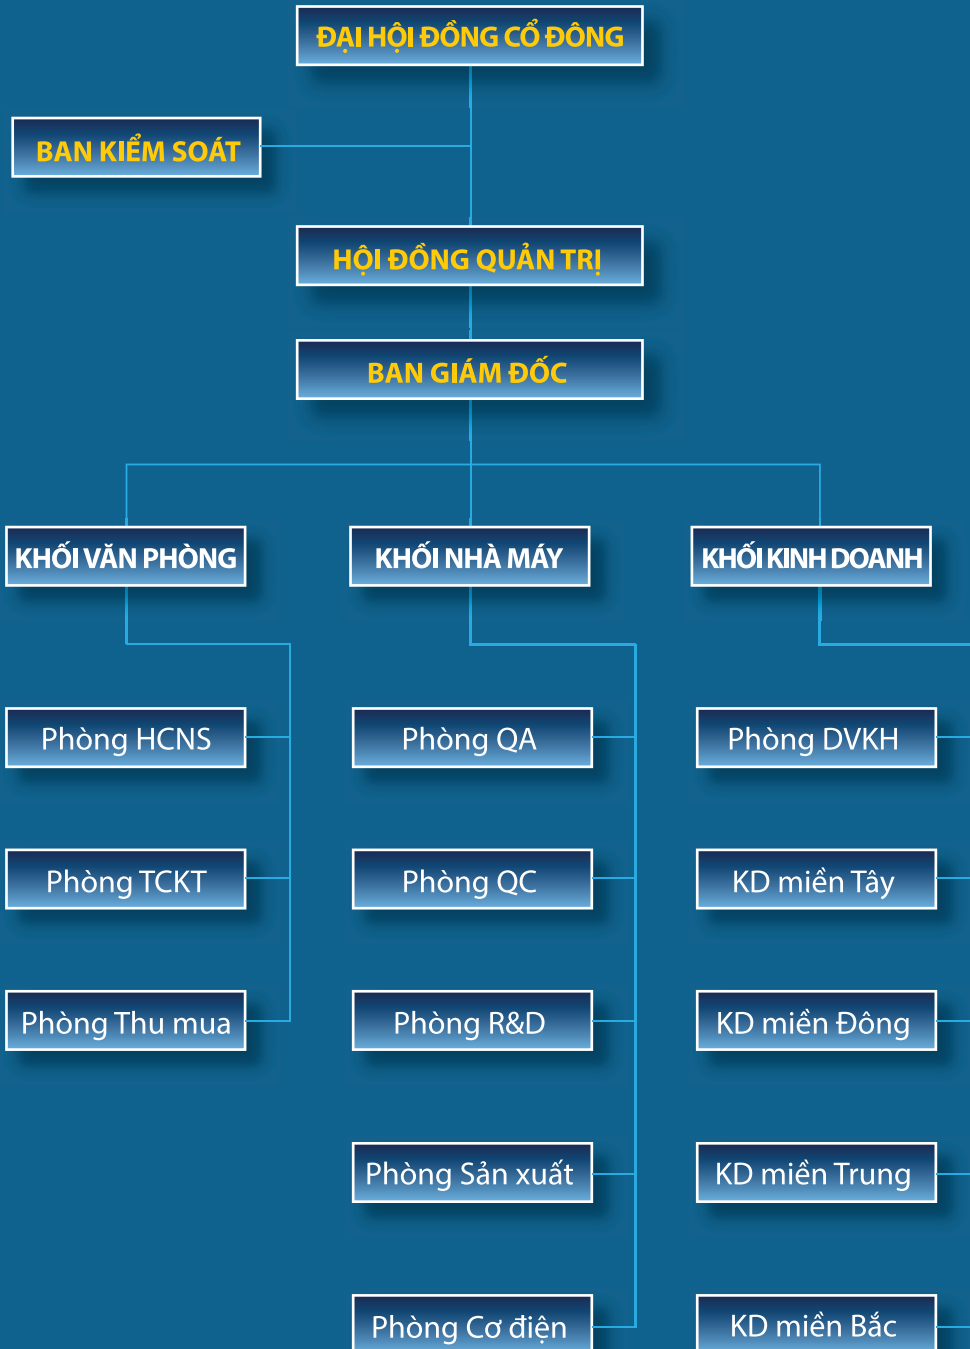 ĐẠI HỘI ĐỒNG CỔ ĐÔNG
BAN KIỂM SOÁT
HỘI ĐỒNG QUẢN TRỊ
BAN GIÁM ĐỐC
KHỐI VĂN PHÒNG
KHỐI NHÀ MÁY
KHỐI KINH DOANH
Phòng HCNS
Phòng QA
Phòng DVKH
Phòng TCKT
Phòng QC
KD miền Tây
Phòng Thu mua
Phòng R&D
KD miền Đông
Phòng Sản xuất
KD miền Trung
Phòng Cơ điện
KD miền Bắc